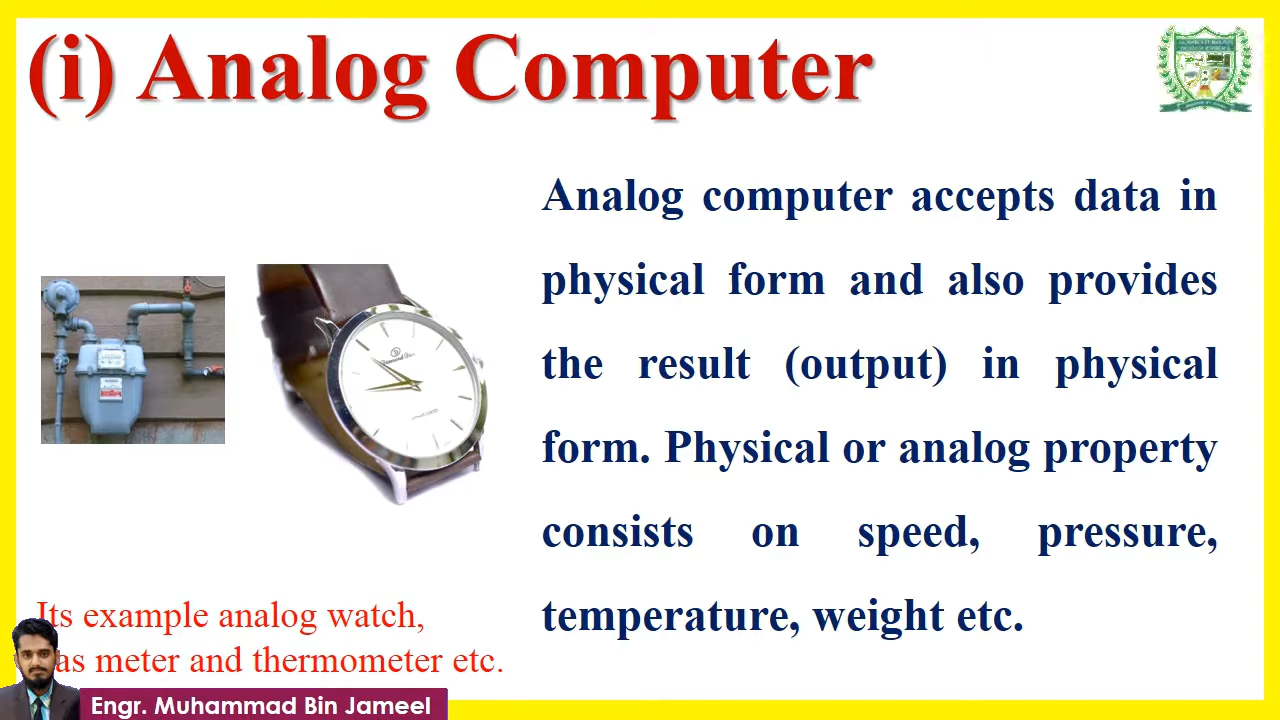 (i) Analog Computer
Analog computer accepts data in
physical form and also provides
the result (output) in physical
form. Physical or analog property
consists on speed, pressure,
temperature, weight etc.
Its example analog watch,
as meter and thermometer etc.
Engr. Muhammad Bin Jameel